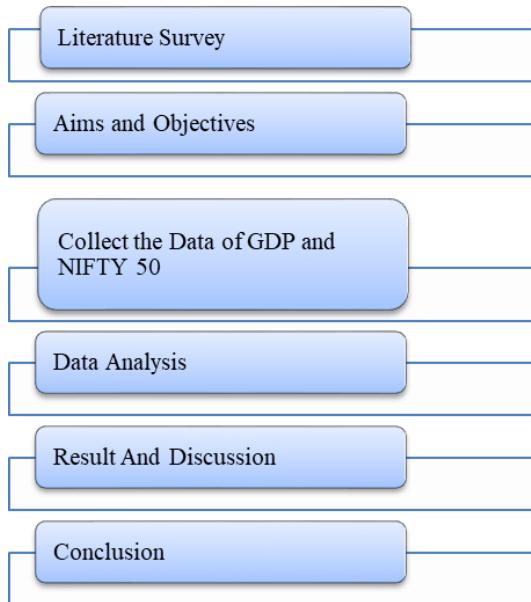 Literature Survey
Aims and Objectives
Collect the Data of GDP and
NIFTY 50
Data Analysis
Result And Discussion
Conclusion